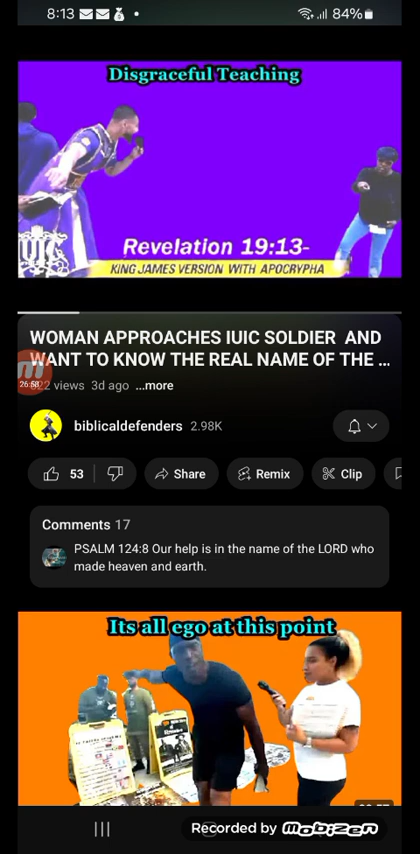 8:13
84%
Disgraceful Teaching
IUIC
Revelation 19:13-
KING JAMES VERSION WITH APOCRYPHA
WOMAN APPROACHES IUIC SOLDIER AND
WANT TO KNOW THE REAL NAME OF THE ...
views 3d ago ...more
26:58
biblicaldefenders 2.98K
53
Share
Remix
Clip
Comments 17
PSALM 124:8 Our help is in the name of the LORD who
made heaven and earth.
Its all ego at this point
Recorded by mobizen